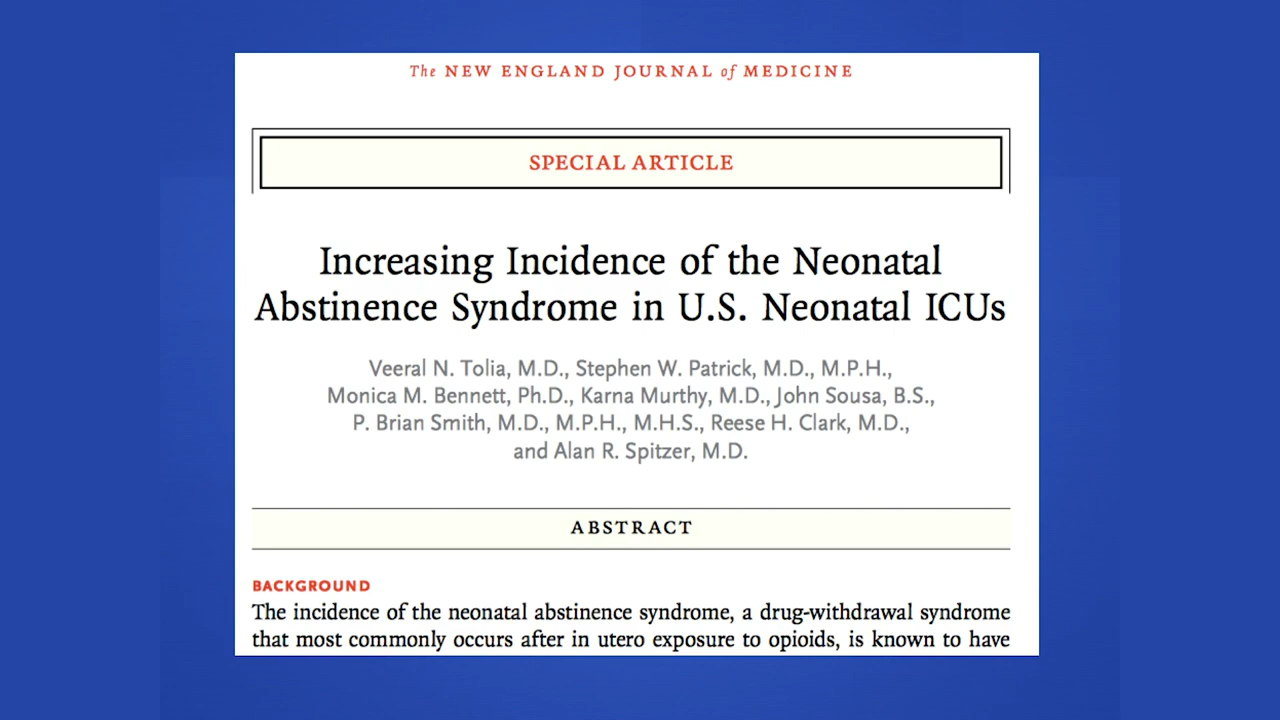 The NEW ENGLAND JOURNAL of MEDICINE
SPECIAL ARTICLE
Increasing Incidence of the Neonatal
Abstinence Syndrome in U.S. Neonatal ICUs
Veeral N. Tolia, M.D., Stephen W. Patrick, M.D., M.P.H.,
Monica M. Bennett, Ph.D., Karna Murthy, M.D., John Sousa, B.S.,
P. Brian Smith, M.D., M.P.H., M.H.S., Reese H. Clark, M.D.,
and Alan R. Spitzer, M.D.
ABSTRACT
BACKGROUND
The incidence of the neonatal abstinence syndrome, a drug-withdrawal syndrome
that most commonly occurs after in utero exposure to opioids, is known to have